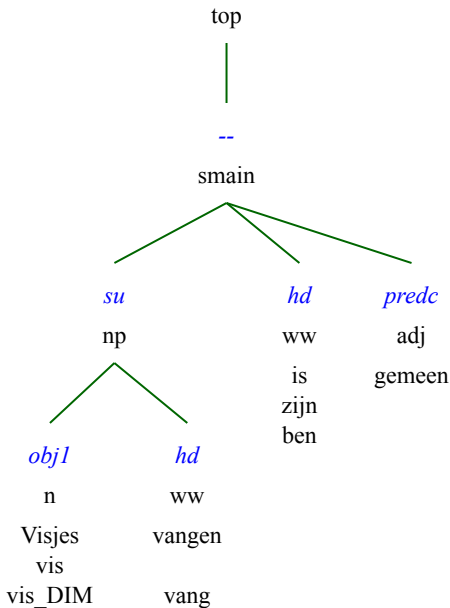 top
--
smain
su hd predc
np ww adj
is gemeen
zijn
ben
obj1 hd
n ww
Visjes vangen
vis
vis_DIM vang